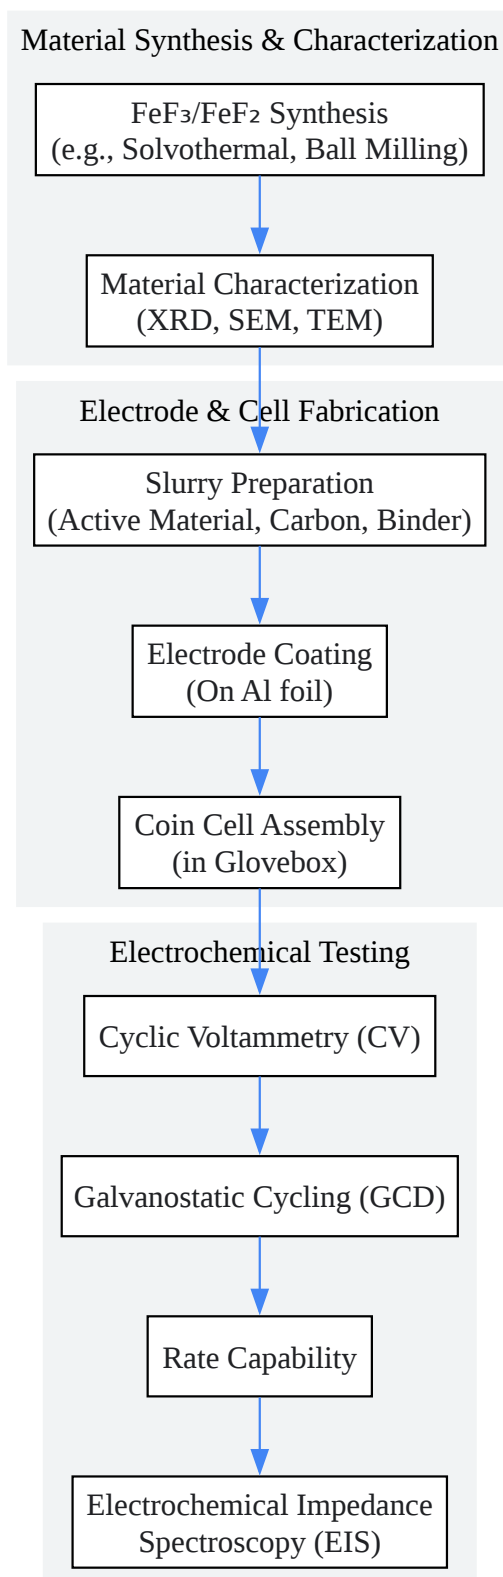 Material Synthesis & Characterization
FeF₃/FeF₂ Synthesis
(e.g., Solvothermal, Ball Milling)
Material Characterization
(XRD, SEM, TEM)
Electrode & Cell Fabrication
Slurry Preparation
(Active Material, Carbon, Binder)
Electrode Coating
(On Al foil)
Coin Cell Assembly
(in Glovebox)
Electrochemical Testing
Cyclic Voltammetry (CV)
Galvanostatic Cycling (GCD)
Rate Capability
Electrochemical Impedance
Spectroscopy (EIS)